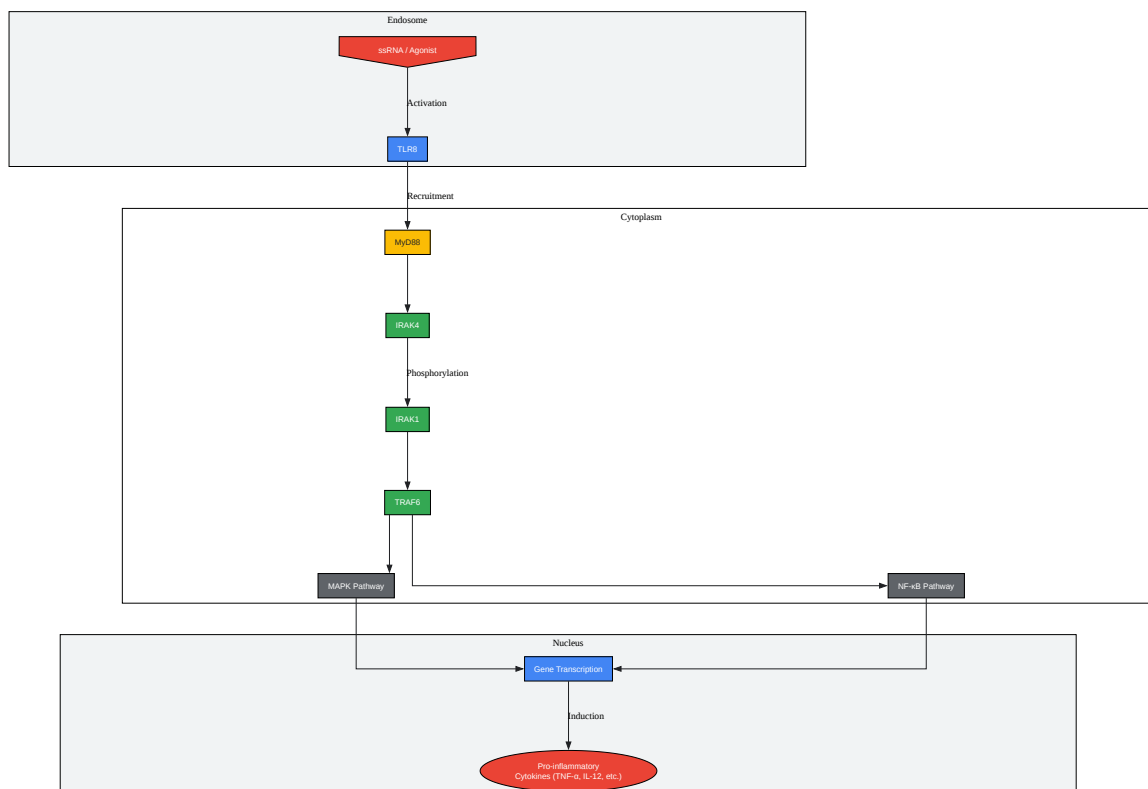 Endosome
ssRNA / Agonist
Activation
TLR8
Recruitment
Cytoplasm
MyD88
IRAK4
Phosphorylation
IRAK1
TRAF6
MAPK Pathway
NF-κB Pathway
Nucleus
Gene Transcription
Induction
Pro-inflammatory
Cytokines (TNF-α, IL-12, etc.)